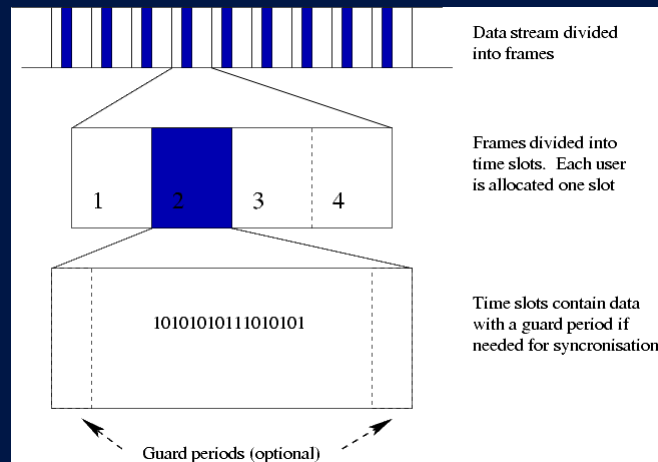 Data stream divided
into frames
Frames divided into
time slots. Each user
is allocated one slot
1 2 3 4
Time slots contain data
with a guard period if
needed for syncronisation
10101010111010101
Guard periods (optional)